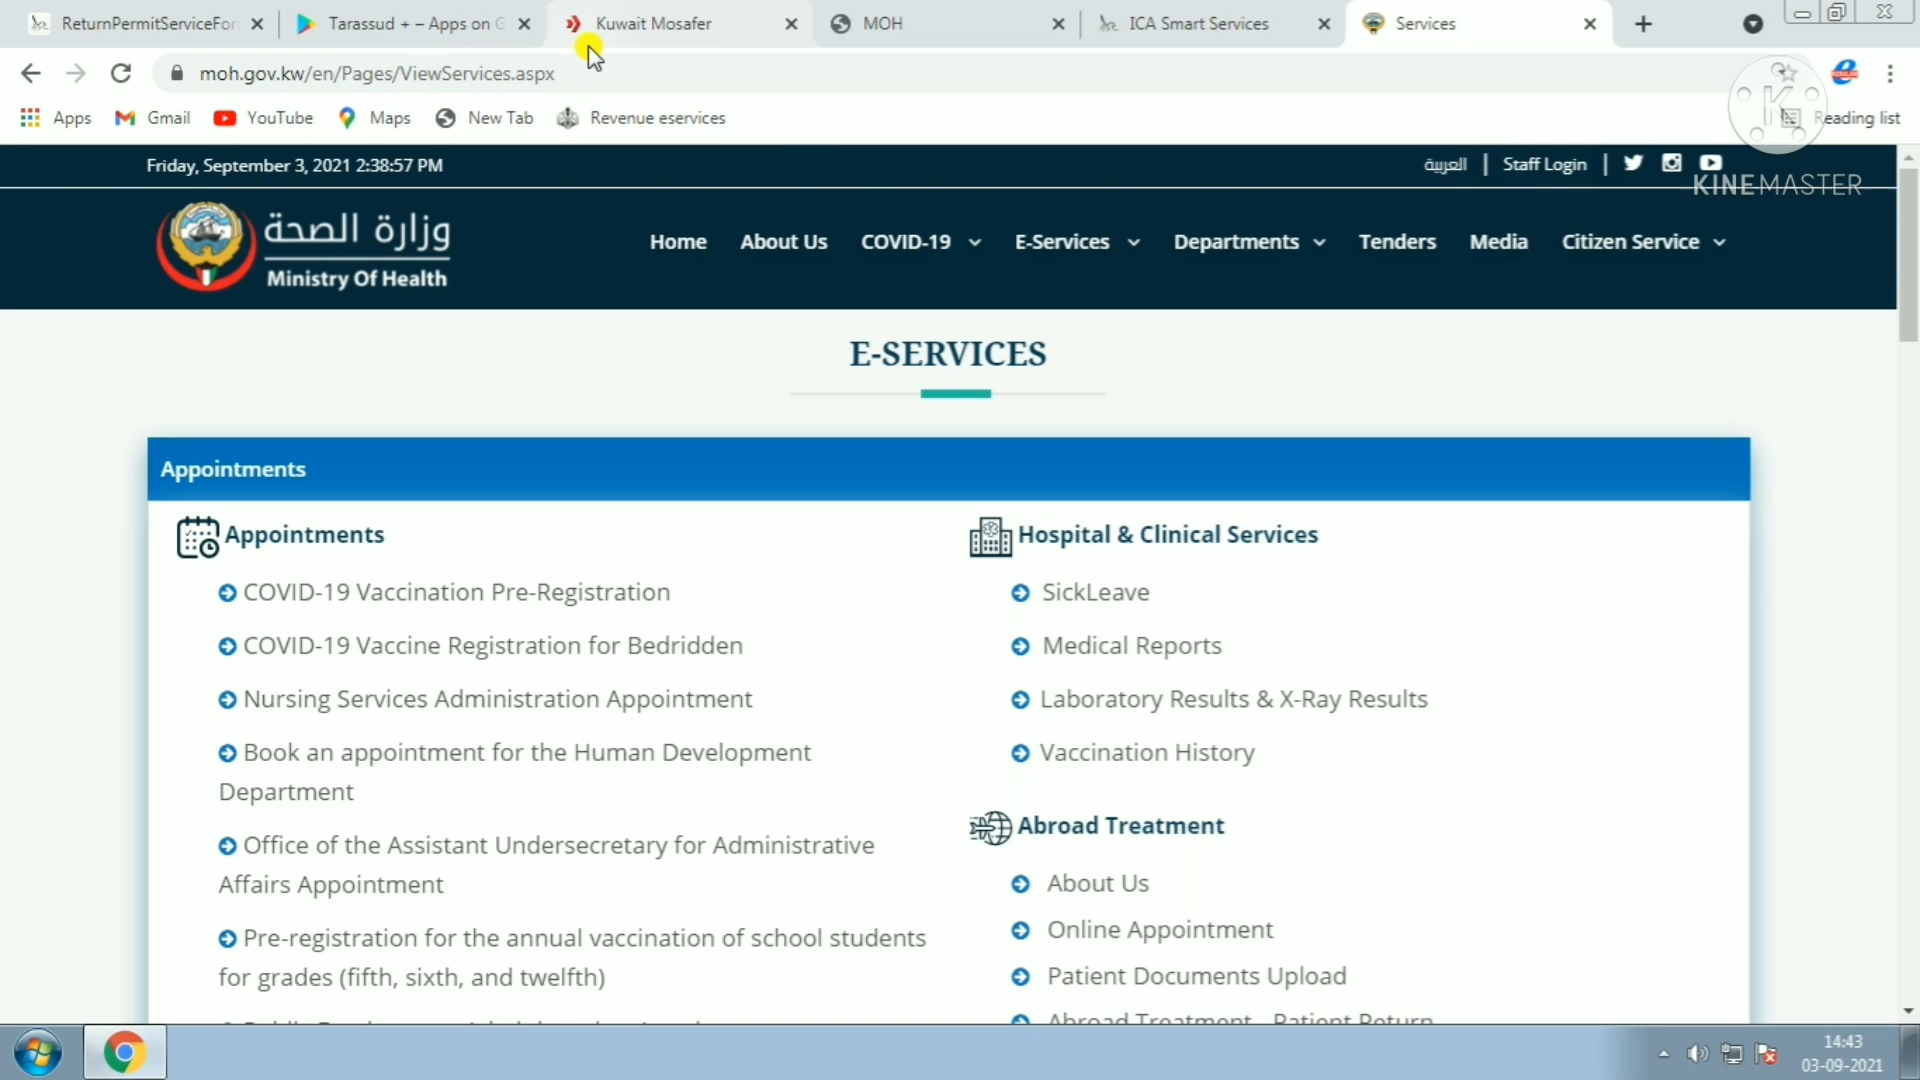 ReturnPermitServiceFor
Tarassud + – Apps on G
Kuwait Mosafer
MOH
ICA Smart Services
Services
moh.gov.kw/en/Pages/ViewServices.aspx
Apps
Gmail
YouTube
Maps
New Tab
Revenue eservices
Reading list
Friday, September 3, 2021 2:38:57 PM
العربية
Staff Login
KINEMASTER
وزارة الصحة
Ministry Of Health
Home
About Us
COVID-19
E-Services
Departments
Tenders
Media
Citizen Service
E-SERVICES
Appointments
Appointments
COVID-19 Vaccination Pre-Registration
COVID-19 Vaccine Registration for Bedridden
Nursing Services Administration Appointment
Book an appointment for the Human Development
Department
Office of the Assistant Undersecretary for Administrative
Affairs Appointment
Pre-registration for the annual vaccination of school students
for grades (fifth, sixth, and twelfth)
Hospital & Clinical Services
SickLeave
Medical Reports
Laboratory Results & X-Ray Results
Vaccination History
Abroad Treatment
About Us
Online Appointment
Patient Documents Upload
Abroad Treatment - Patient Return
14:43
03-09-2021